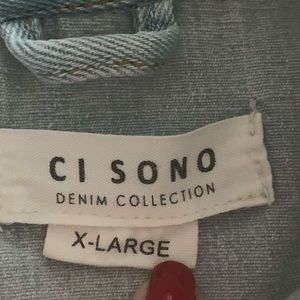 CI SONO
DENIM COLLECTION
X-LARGE